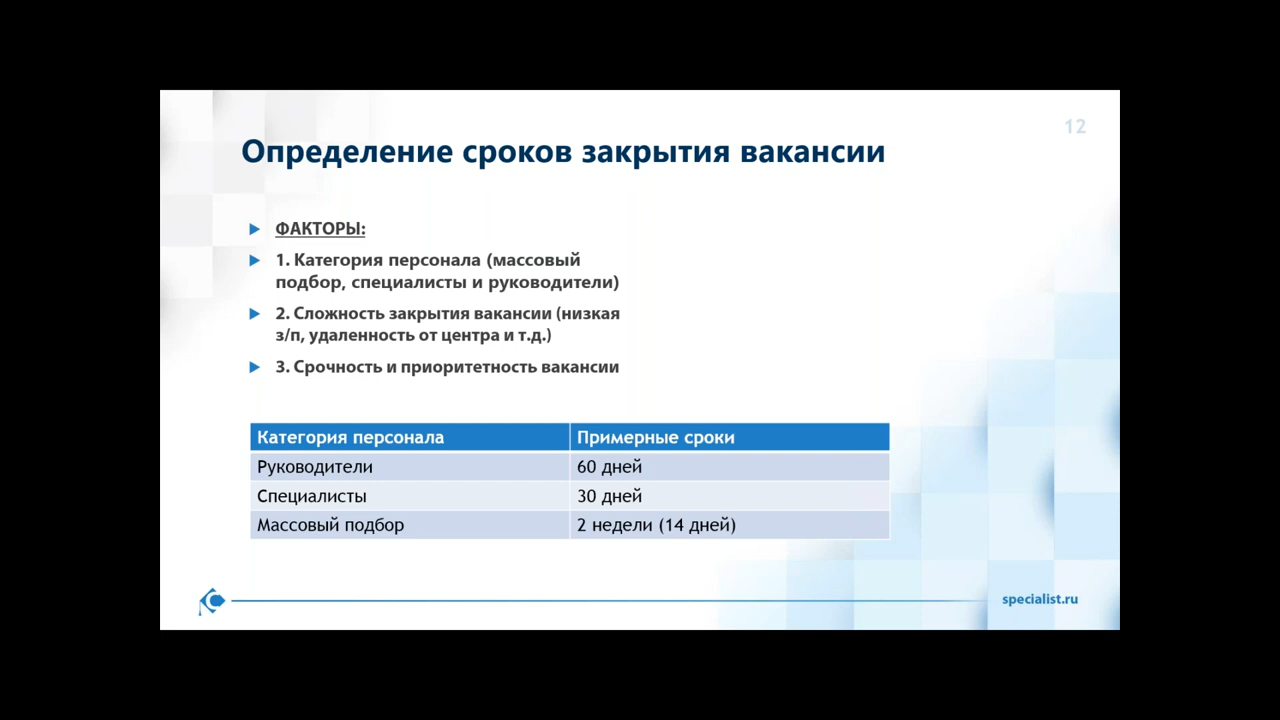 12
Определение сроков закрытия вакансии
ФАКТОРЫ:
1. Категория персонала (массовый
подбор, специалисты и руководители)
2. Сложность закрытия вакансии (низкая
з/п, удаленность от центра и т.д.)
3. Срочность и приоритетность вакансии
Категория персонала Примерные сроки
Руководители 60 дней
Специалисты 30 дней
Массовый подбор 2 недели (14 дней)
specialist.ru